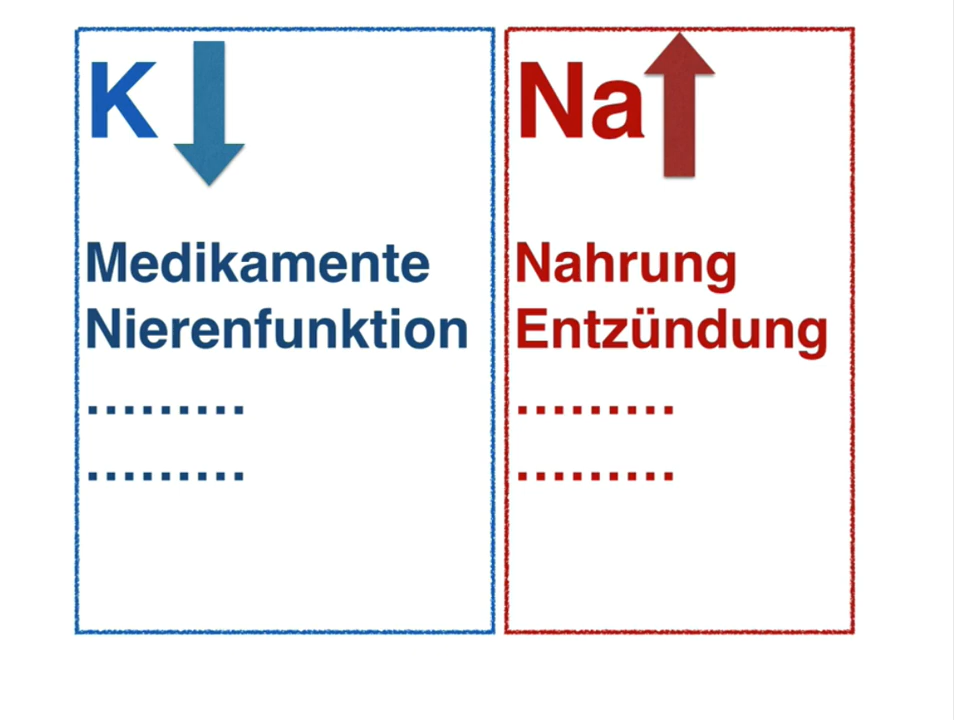 K
Medikamente
Nierenfunktion
.........
.........
Na
Nahrung
Entzündung
.........
.........